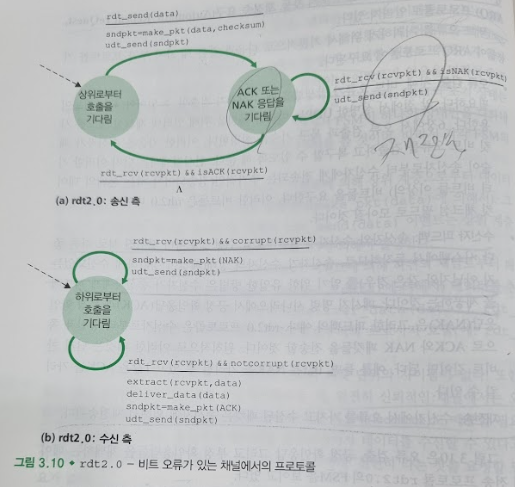 rdt_send(data)
sndpkt=make_pkt(data,checksum)
udt_send(sndpkt)
상위로부터
호출을
기다림
ACK 또는
NAK 응답을
기다림
rdt_rcv(rcvpkt) && isNAK(rcvpkt)
udt_send(sndpkt)
재전송
rdt_rcv(rcvpkt) && isACK(rcvpkt)
Λ
(a) rdt2.0: 송신 측
rdt_rcv(rcvpkt) && corrupt(rcvpkt)
sndpkt=make_pkt(NAK)
udt_send(sndpkt)
하위로부터
호출을
기다림
rdt_rcv(rcvpkt) && notcorrupt(rcvpkt)
extract(rcvpkt,data)
deliver_data(data)
sndpkt=make_pkt(ACK)
udt_send(sndpkt)
(b) rdt2.0: 수신 측
그림 3.10 ◆ rdt2.0 – 비트 오류가 있는 채널에서의 프로토콜